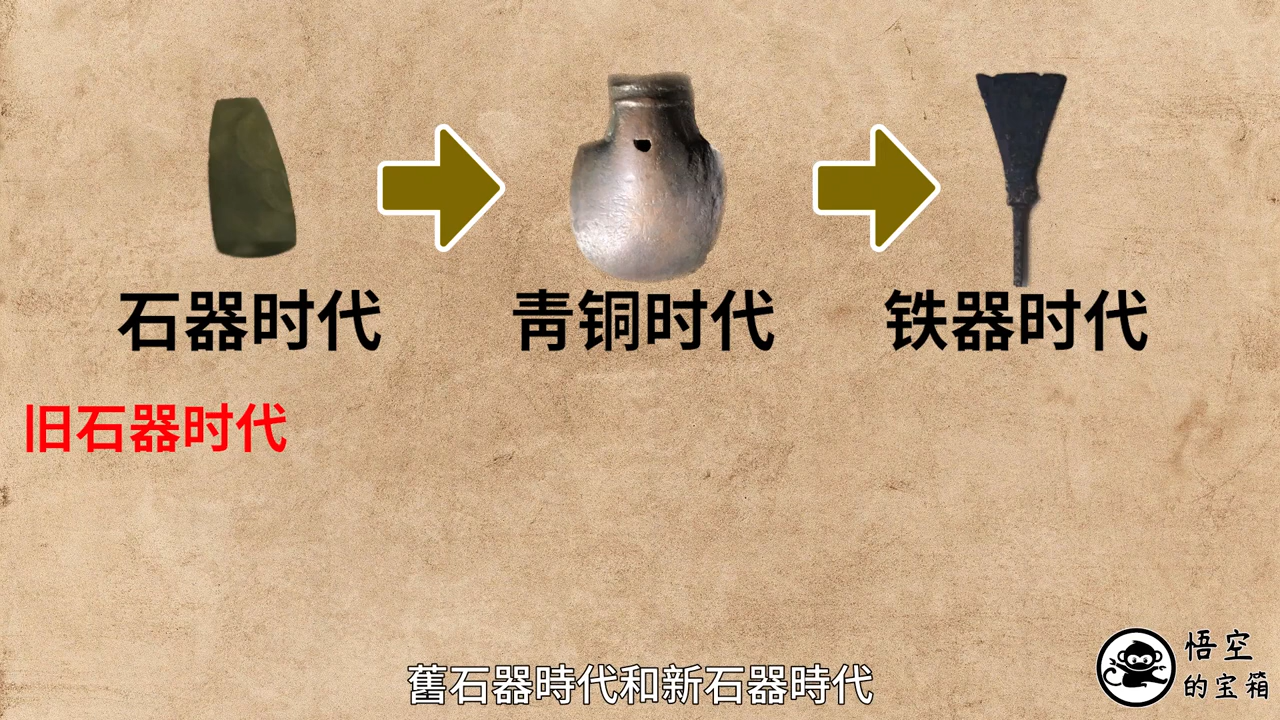 石器时代
青铜时代
铁器时代
旧石器时代
舊石器時代和新石器時代
悟空
的宝箱